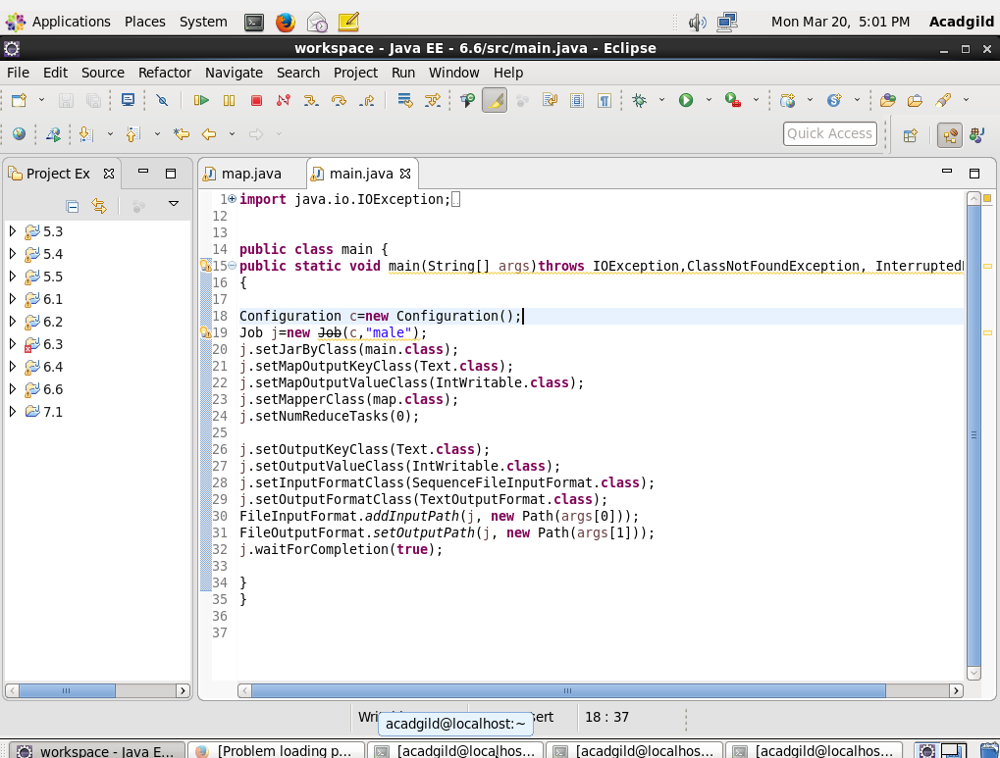 Applications Places System Mon Mar 20, 5:01 PM Acadgild
workspace - Java EE - 6.6/src/main.java - Eclipse
File Edit Source Refactor Navigate Search Project Run Window Help
Quick Access
Project Ex map.java main.java
5.3
5.4
5.5
6.1
6.2
6.3
6.4
6.6
7.1
1 import java.io.IOException;
12
13
14 public class main {
15 public static void main(String[] args)throws IOException,ClassNotFoundException, Interrupted
16 {
17
18 Configuration c=new Configuration();
19 Job j=new Job(c,"male");
20 j.setJarByClass(main.class);
21 j.setMapOutputKeyClass(Text.class);
22 j.setMapOutputValueClass(IntWritable.class);
23 j.setMapperClass(map.class);
24 j.setNumReduceTasks(0);
25
26 j.setOutputKeyClass(Text.class);
27 j.setOutputValueClass(IntWritable.class);
28 j.setInputFormatClass(SequenceFileInputFormat.class);
29 j.setOutputFormatClass(TextOutputFormat.class);
30 FileInputFormat.addInputPath(j, new Path(args[0]));
31 FileOutputFormat.setOutputPath(j, new Path(args[1]));
32 j.waitForCompletion(true);
33
34 }
35 }
36
37
18 : 37
acadgild@localhost:~
workspace - Java E... [Problem loading p... [acadgild@localhos... [acadgild@localhos... [acadgild@localhos...